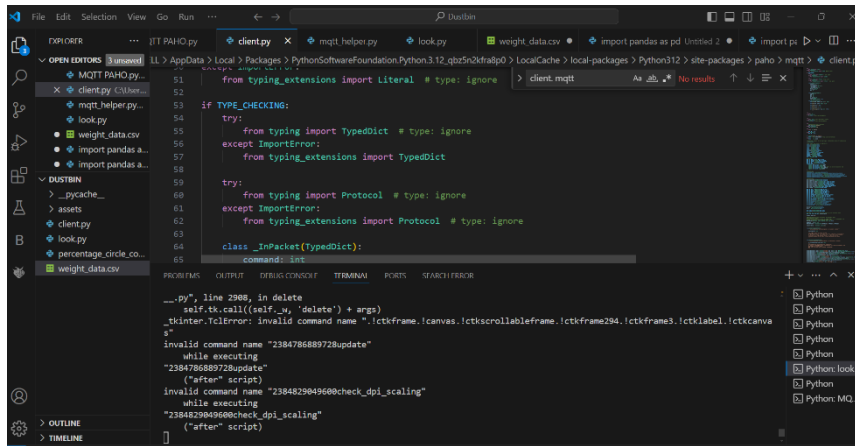 File Edit Selection View Go Run ... Dustbin
EXPLORER ... TT PAHO.py client.py mqtt_helper.py look.py weight_data.csv import pandas as pd Untitled 2
OPEN EDITORS 3 unsaved
LL > AppData > Local > Packages > PythonSoftwareFoundation.Python.3.12_qbz5n2kfra8p0 > LocalCache > local-packages > Python312 > site-packages > paho > mqtt > client.p
client. mqtt Aa ab .* No results
MQTT PAHO.py...
client.py C:\User...
mqtt_helper.py...
look.py
weight_data.csv
import pandas a...
import pandas a...
DUSTBIN
__pycache__
assets
client.py
look.py
percentage_circle_co...
weight_data.csv
OUTLINE
TIMELINE
51 from typing_extensions import Literal # type: ignore
52
53 if TYPE_CHECKING:
54 try:
55 from typing import TypedDict # type: ignore
56 except ImportError:
57 from typing_extensions import TypedDict
58
59 try:
60 from typing import Protocol # type: ignore
61 except ImportError:
62 from typing_extensions import Protocol # type: ignore
63
64 class _InPacket(TypedDict):
65 command: int
PROBLEMS OUTPUT DEBUG CONSOLE TERMINAL PORTS SEARCH ERROR
__.py", line 2908, in delete
self.tk.call((self._w, 'delete') + args)
_tkinter.TclError: invalid command name ".!ctkframe.!canvas.!ctkscrollableframe.!ctkframe294.!ctkframe3.!ctklabel.!ctkcanva
s"
invalid command name "2384786889728update"
while executing
"2384786889728update"
("after" script)
invalid command name "2384829049600check_dpi_scaling"
while executing
"2384829049600check_dpi_scaling"
("after" script)
Python
Python
Python
Python
Python
Python: look
Python
Python: MQ...